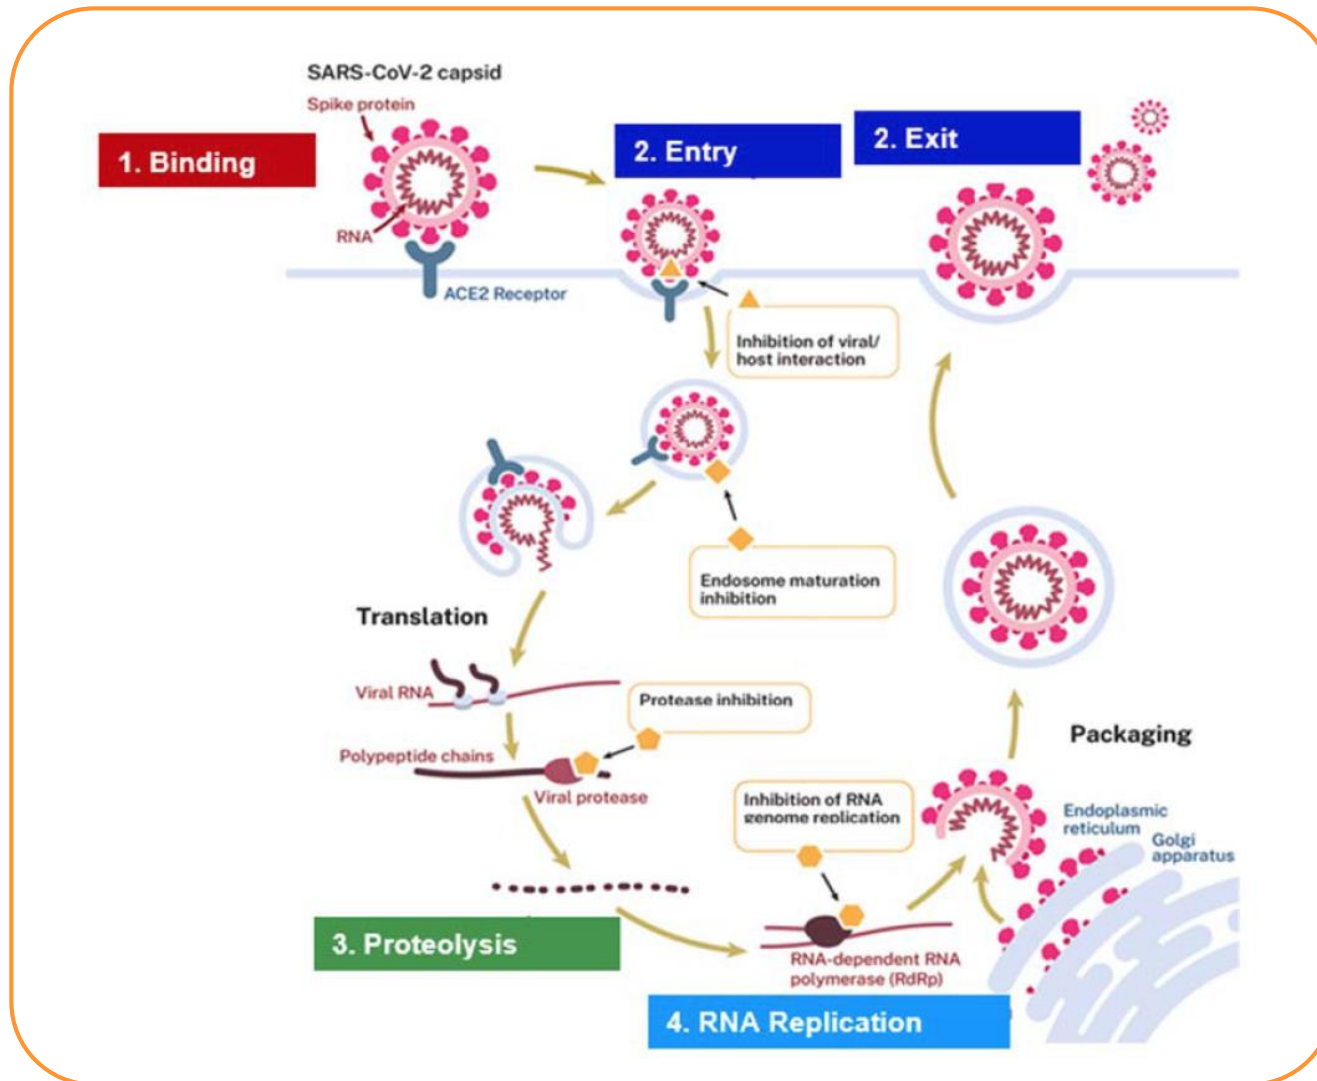 SARS-CoV-2 capsid
Spike protein
1. Binding
RNA
ACE2 Receptor
2. Entry
2. Exit
Inhibition of viral/
host interaction
Endosome maturation
inhibition
Translation
Viral RNA
Protease inhibition
Polypeptide chains
Viral protease
3. Proteolysis
Inhibition of RNA
genome replication
RNA-dependent RNA
polymerase (RdRp)
4. RNA Replication
Packaging
Endoplasmic
reticulum
Golgi
apparatus